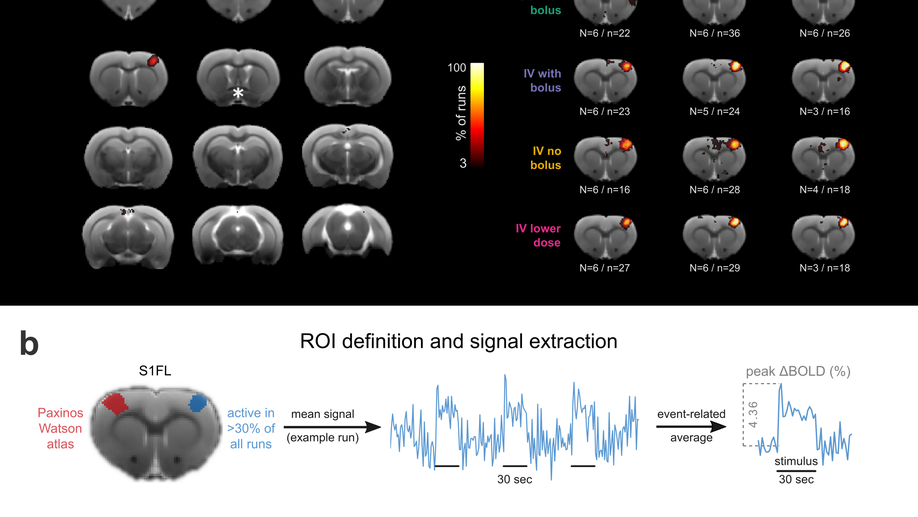 bolus
N=6 / n=22
N=6 / n=36
N=6 / n=26
100
% of runs
3
*
IV with
bolus
N=6 / n=23
N=5 / n=24
N=3 / n=16
IV no
bolus
N=6 / n=16
N=6 / n=28
N=4 / n=18
IV lower
dose
N=6 / n=27
N=6 / n=29
N=3 / n=18
b
ROI definition and signal extraction
S1FL
Paxinos
Watson
atlas
active in
>30% of
all runs
mean signal
(example run)
30 sec
event-related
average
peak ΔBOLD (%)
4.36
stimulus
30 sec